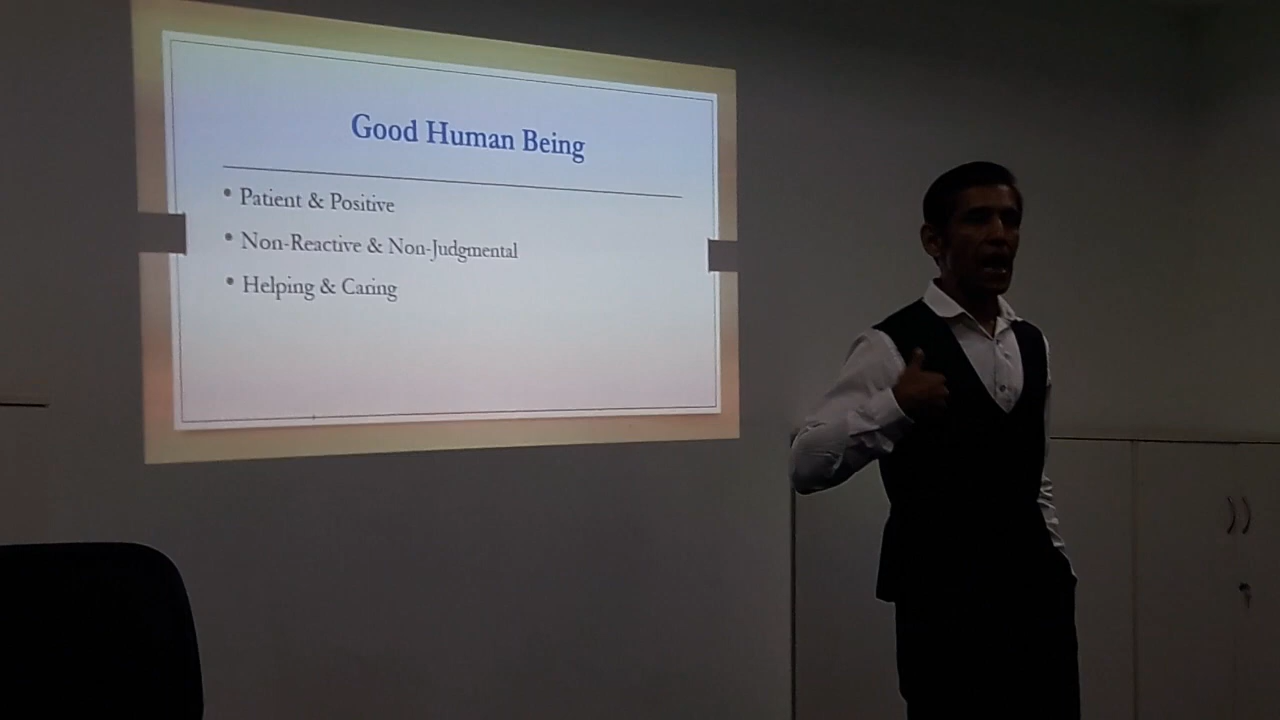 Good Human Being
• Patient & Positive
• Non-Reactive & Non-Judgmental
• Helping & Caring